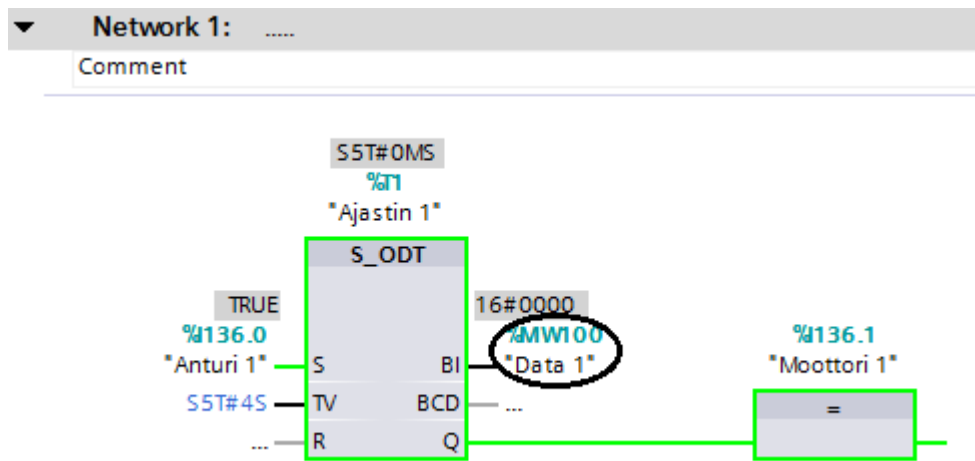 Network 1: .....
Comment
S5T#0MS
%T1
"Ajastin 1"
S_ODT
TRUE
16#0000
%I136.0
%MW100
%I136.1
"Anturi 1"
S
BI
"Data 1"
"Moottori 1"
S5T#4S
TV
BCD
...
=
...
R
Q